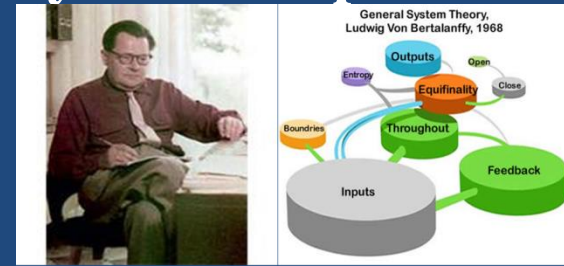 General System Theory,
Ludwig Von Bertalanffy, 1968
Outputs
Open
Entropy
Equifinality
Close
Boundries
Throughout
Feedback
Inputs